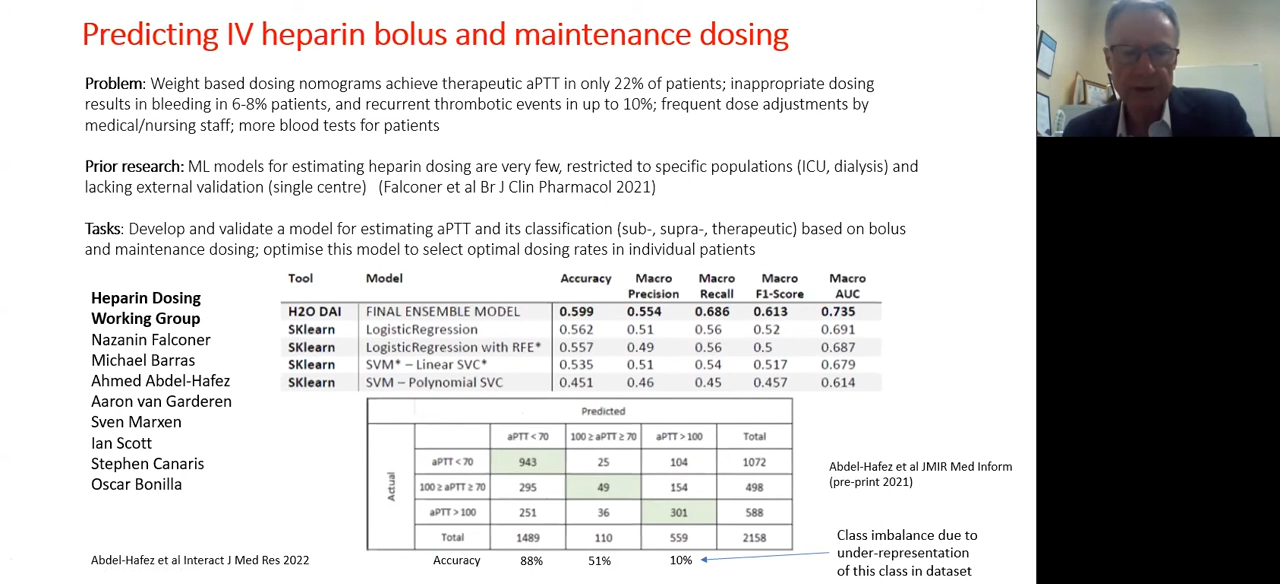 Predicting IV heparin bolus and maintenance dosing
Problem: Weight based dosing nomograms achieve therapeutic aPTT in only 22% of patients; inappropriate dosing
results in bleeding in 6-8% patients, and recurrent thrombotic events in up to 10%; frequent dose adjustments by
medical/nursing staff; more blood tests for patients
Prior research: ML models for estimating heparin dosing are very few, restricted to specific populations (ICU, dialysis) and
lacking external validation (single centre) (Falconer et al Br J Clin Pharmacol 2021)
Tasks: Develop and validate a model for estimating aPTT and its classification (sub-, supra-, therapeutic) based on bolus
and maintenance dosing; optimise this model to select optimal dosing rates in individual patients
Heparin Dosing
Working Group
Nazanin Falconer
Michael Barras
Ahmed Abdel-Hafez
Aaron van Garderen
Sven Marxen
Ian Scott
Stephen Canaris
Oscar Bonilla
Tool Model Accuracy Macro Macro Macro Macro
Precision Recall F1-Score AUC
H2O DAI FINAL ENSEMBLE MODEL 0.599 0.554 0.686 0.613 0.735
SKlearn LogisticRegression 0.562 0.51 0.56 0.52 0.691
SKlearn LogisticRegression with RFE* 0.557 0.49 0.56 0.5 0.687
SKlearn SVM* – Linear SVC* 0.535 0.51 0.54 0.517 0.679
SKlearn SVM – Polynomial SVC 0.451 0.46 0.45 0.457 0.614
Predicted
aPTT < 70 100 ≥ aPTT ≥ 70 aPTT > 100 Total
Actual
aPTT < 70 943 25 104 1072
100 ≥ aPTT ≥ 70 295 49 154 498
aPTT > 100 251 36 301 588
Total 1489 110 559 2158
Accuracy 88% 51% 10%
Abdel-Hafez et al JMIR Med Inform
(pre-print 2021)
Class imbalance due to
under-representation
of this class in dataset
Abdel-Hafez et al Interact J Med Res 2022